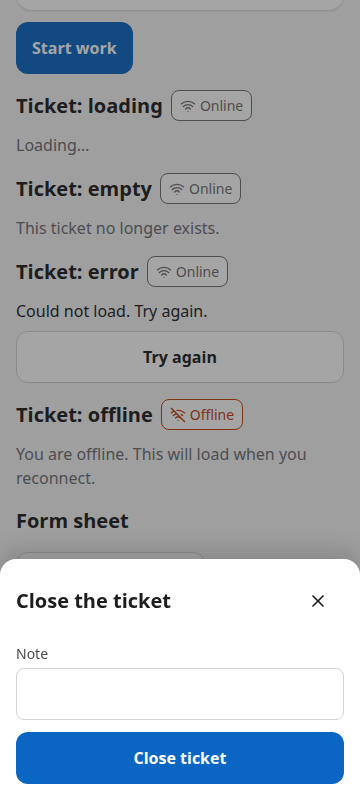 Start work
Ticket: loading Online
Loading...
Ticket: empty Online
This ticket no longer exists.
Ticket: error Online
Could not load. Try again.
Try again
Ticket: offline Offline
You are offline. This will load when you
reconnect.
Form sheet
Close the ticket
Note
Close ticket